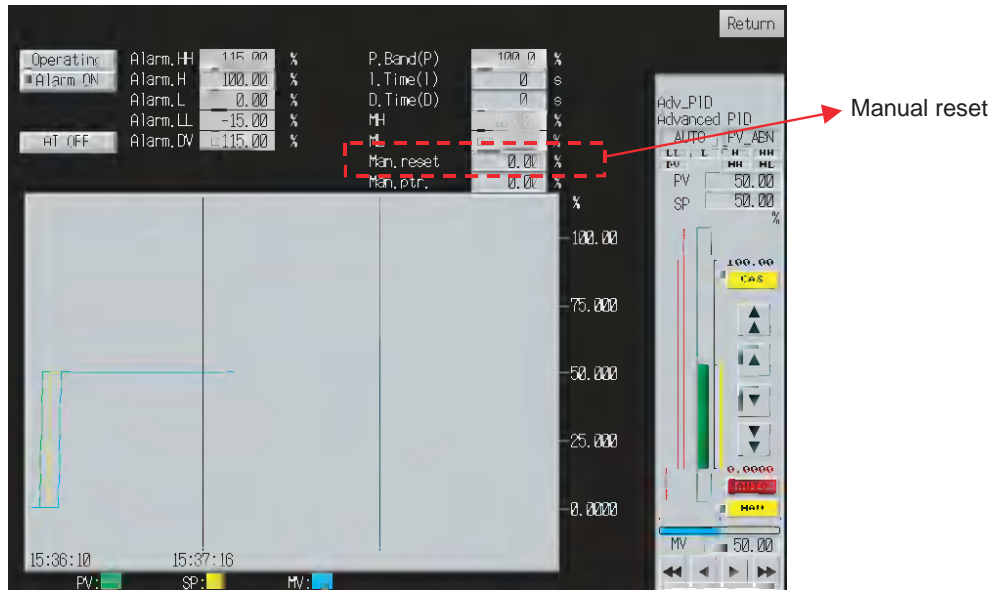 Return
Operating Alarm.HH 115.00 % P.Band(P) 100.0 %
Alarm ON Alarm.H 100.00 % I.Time(I) 0 s
Alarm.L 0.00 % D.Time(D) 0 s
Alarm.LL -15.00 % MH %
AT OFF Alarm.DV 115.00 % ML %
Man.reset 0.00 %
Man.ptr. 0.00 %
Manual reset
Adv_PID
Advanced PID
AUTO PV_ABN
LL L H HH
DV MH ML
PV 50.00
SP 50.00
%
%
100.00
75.000
50.000
25.000
0.0000
100.00
CAS
0.0000
MAN
MV 50.00
15:36:10 15:37:16
PV: SP: MV: